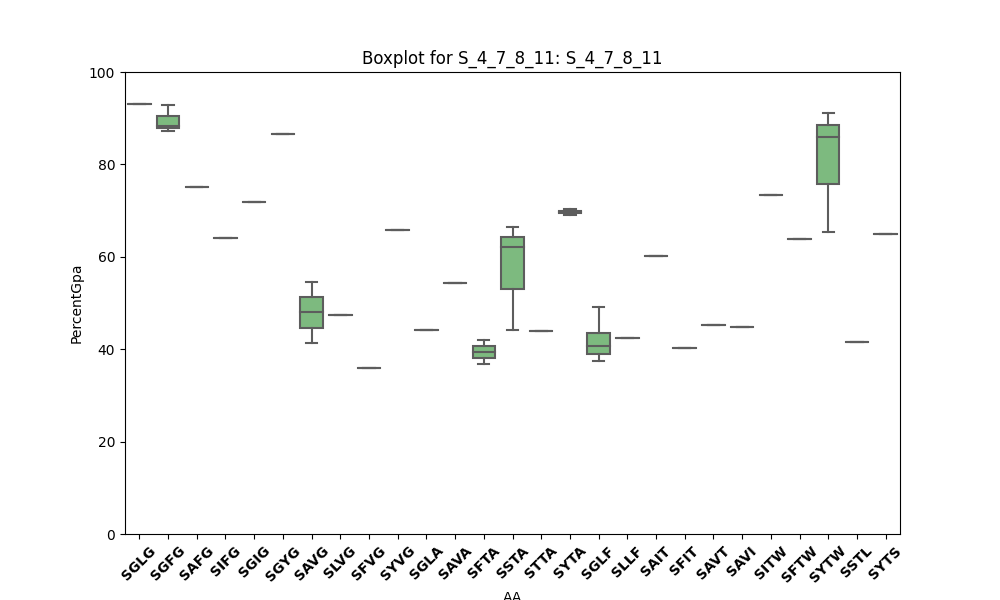 Boxplot for S_4_7_8_11: S_4_7_8_11
PercentGpa
100
80
60
40
20
0
SGLG SGFG SAFG SIFG SGIG SGYG SAVG SLVG SFVG SYVG SGLA SAVA SFTA SSTA STTA SYTA SGLF SLLF SAIT SFIT SAVT SAVI SITW SFTW SYTW SSTL SYTS
AA